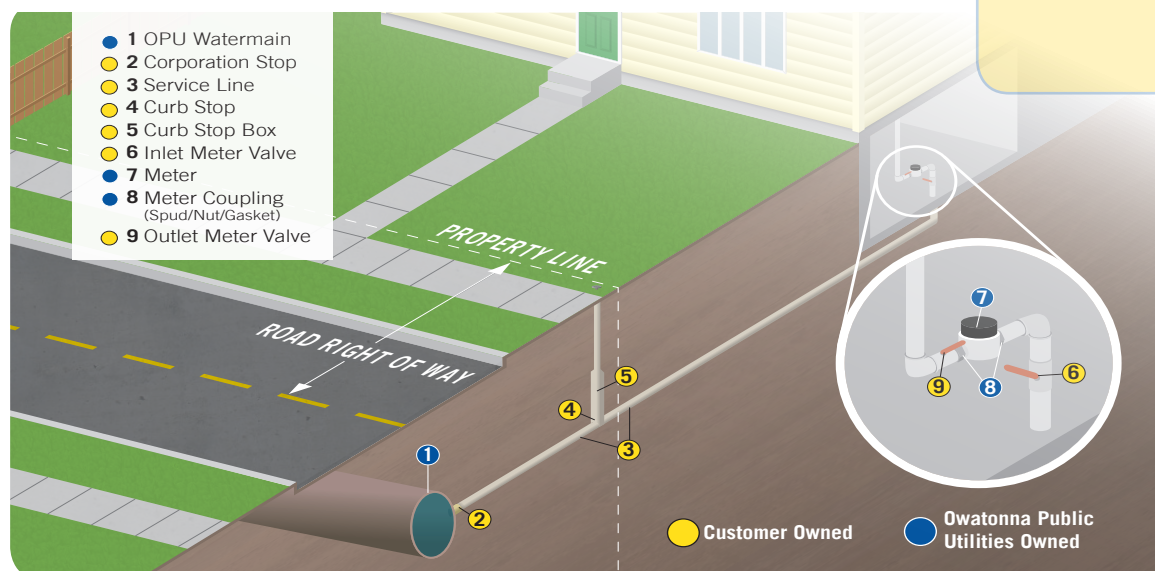 1 OPU Watermain
2 Corporation Stop
3 Service Line
4 Curb Stop
5 Curb Stop Box
6 Inlet Meter Valve
7 Meter
8 Meter Coupling
(Spud/Nut/Gasket)
9 Outlet Meter Valve
PROPERTY LINE
ROAD RIGHT OF WAY
7
9
8
6
5
4
3
1
2
Customer Owned
Owatonna Public
Utilities Owned